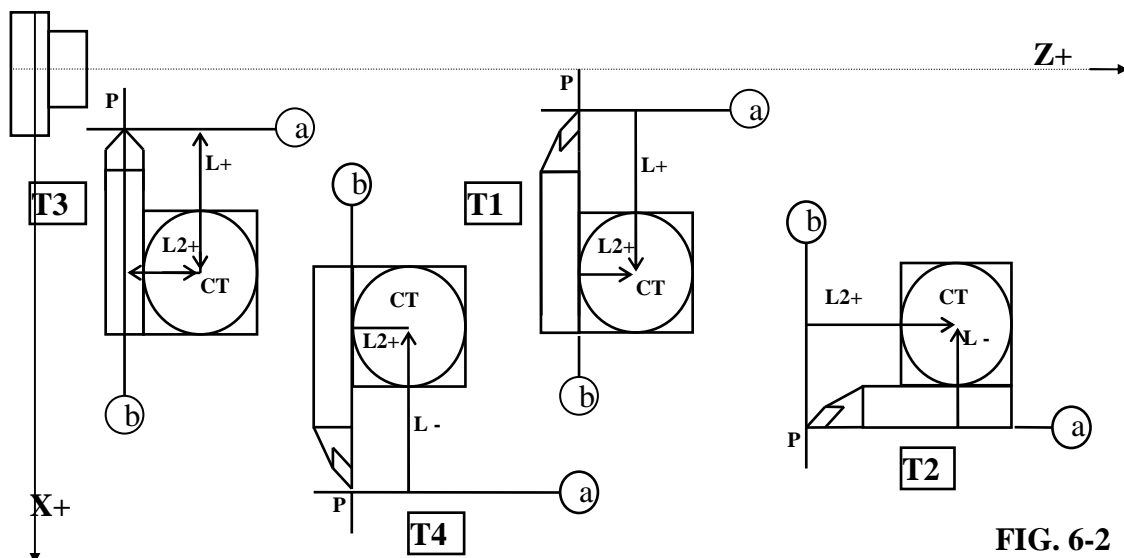 Z+
P
P
a
a
L+
L+
T3
b
T1
b
L2+
L2+
CT
CT
CT
CT
L2+
L2+
L -
b
b
L -
P
a
T2
P
a
X+
T4
FIG. 6-2